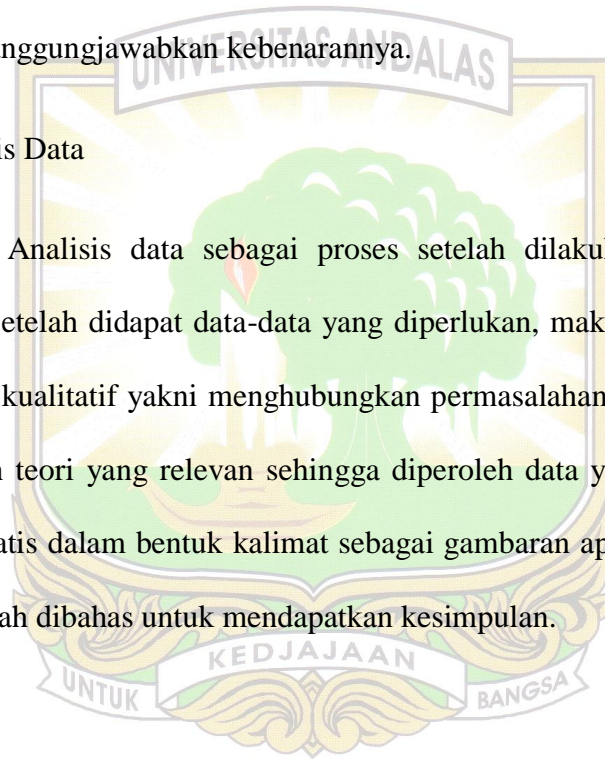 anggungjawabkan kebenarannya.
UNIVERSITAS ANDALAS
is Data
Analisis data sebagai proses setelah dilakul
etelah didapat data-data yang diperlukan, mak
kualitatif yakni menghubungkan permasalahan
n teori yang relevan sehingga diperoleh data y
atis dalam bentuk kalimat sebagai gambaran ap
ah dibahas untuk mendapatkan kesimpulan.
UNTUK KEDJAJAAN BANGSA